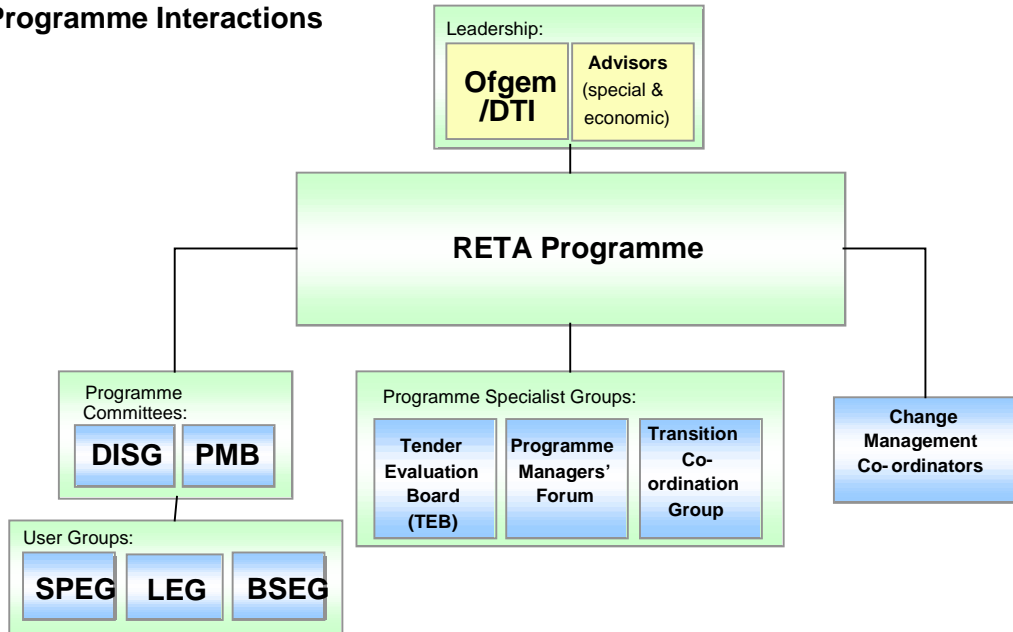 Programme Interactions
Leadership:
Ofgem
/DTI
Advisors
(special &
economic)
RETA Programme
Programme
Committees:
DISG
PMB
Programme Specialist Groups:
Tender
Evaluation
Board
(TEB)
Programme
Managers’
Forum
Transition
Co-
ordination
Group
Change
Management
Co- ordinators
User Groups:
SPEG
LEG
BSEG